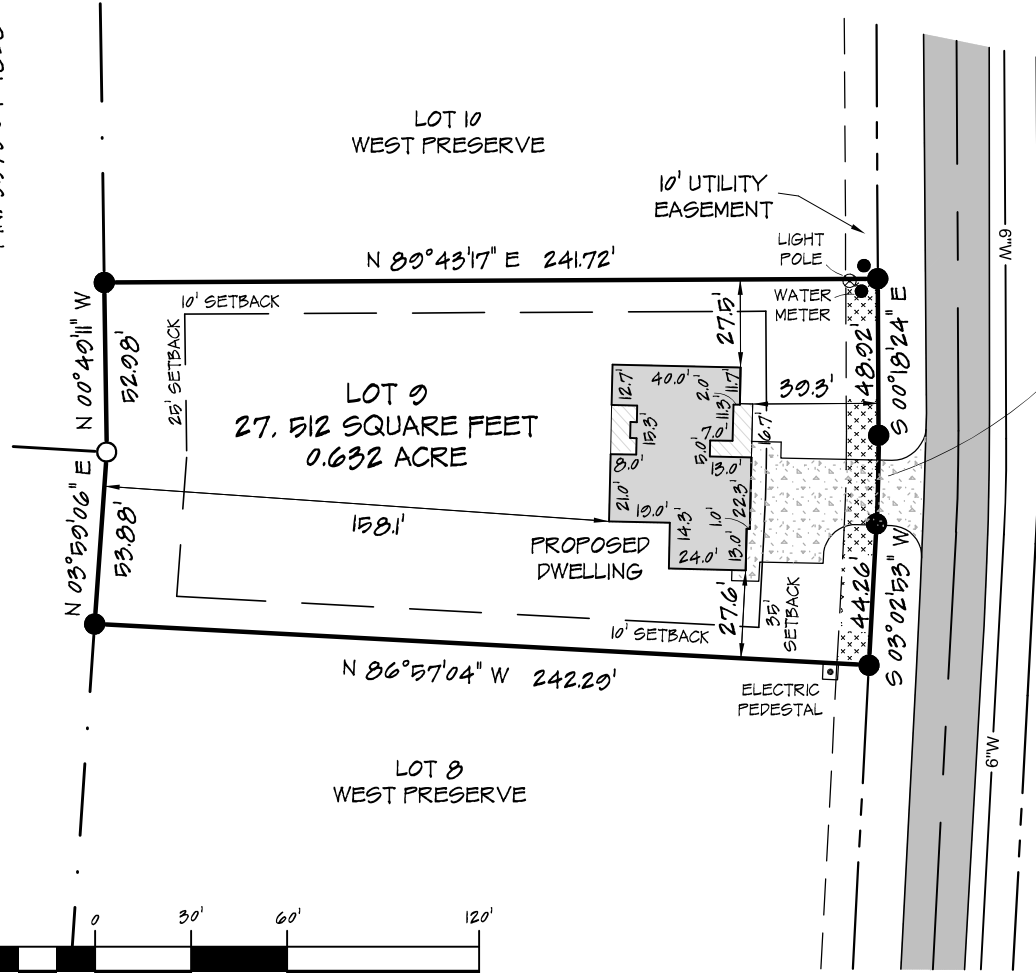 LOT 10
WEST PRESERVE
10' UTILITY
EASEMENT
LIGHT
POLE
WATER
METER
6"W
N 89°43'17" E 241.72'
10' SETBACK
25' SETBACK
N 00°49'11" W
52.98'
N 03°59'06" E
53.88'
LOT 9
27, 512 SQUARE FEET
0.632 ACRE
158.1'
27.5'
39.3'
48.92'
S 00°18'24" E
12.7'
40.0'
2.0'
11.7'
11.3'
15.3'
7.0'
5.0'
6.7'
8.0'
13.0'
21.0'
22.3'
19.0'
14.3'
1.0'
24.0'
13.0'
PROPOSED
DWELLING
27.6'
35'
SETBACK
44.26'
S 03°02'53" W
10' SETBACK
N 86°57'04" W 242.29'
ELECTRIC
PEDESTAL
6"W
LOT 8
WEST PRESERVE
0 30' 60' 120'